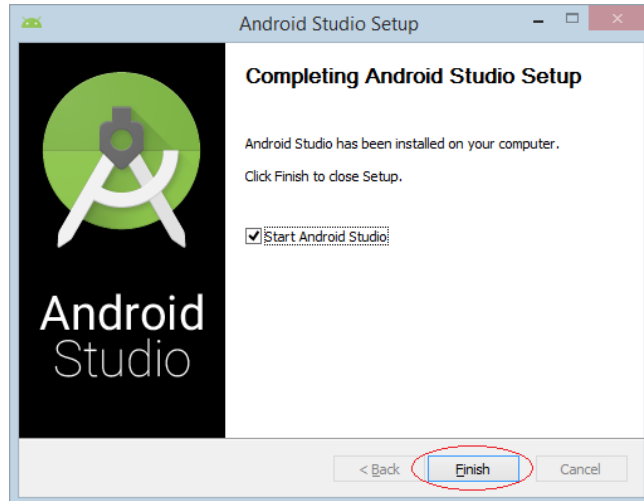 Android Studio Setup
Completing Android Studio Setup
Android Studio has been installed on your computer.
Click Finish to close Setup.
Start Android Studio
Android
Studio
< Back Finish Cancel